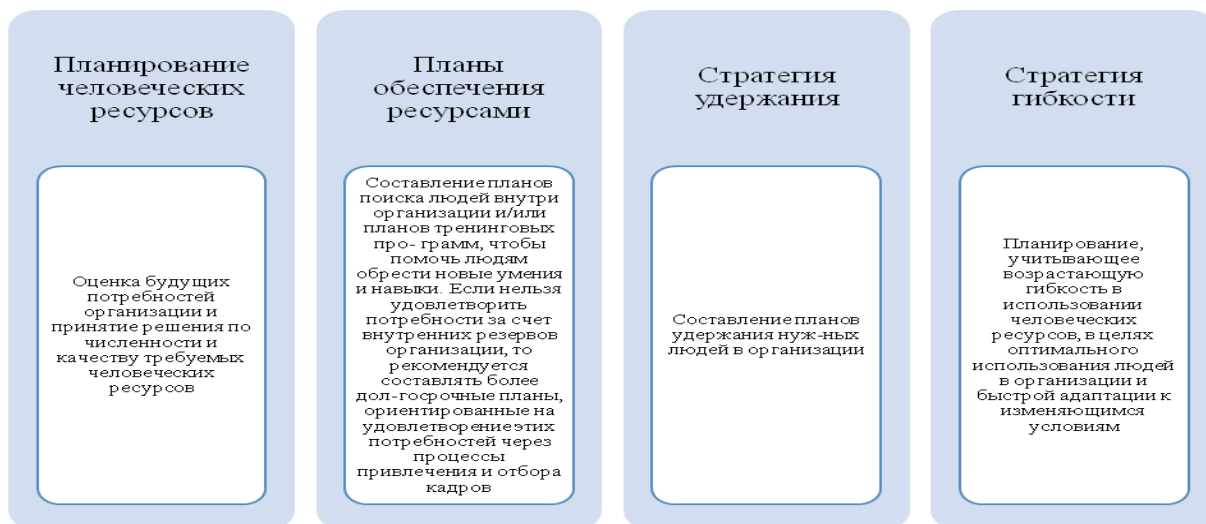 Планирование
человеческих
ресурсов
Оценка будущих
потребностей
организации и
принятие решения по
численности и
качеству требуемых
человеческих
ресурсов
Планы
обеспечения
ресурсами
Составление планов
поиска людей внутри
организации и/или
планов тренинговых
про- грамм, чтобы
помочь людям
обрести новые умения
и навыки. Если нельзя
удовлетворить
потребности за счет
внутренних резервов
организации, то
рекомендуется
составлять более
дол-госрочные планы,
ориентированные на
удовлетворение этих
потребностей через
процессы
привлечения и отбора
кадров
Стратегия
удержания
Составление планов
удержания нуж-ных
людей в организации
Стратегия
гибкости
Планирование,
учитывающее
возрастающую
гибкость в
использовании
человеческих
ресурсов, в целях
оптимального
использования людей
в организации и
быстрой адаптации к
изменяющимся
условиям